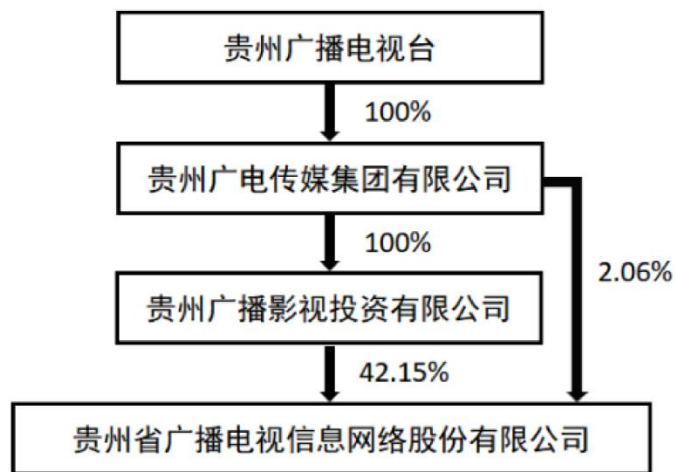 贵州广播电视台
100%
贵州广电传媒集团有限公司
100%
2.06%
贵州广播影视投资有限公司
42.15%
贵州省广播电视信息网络股份有限公司